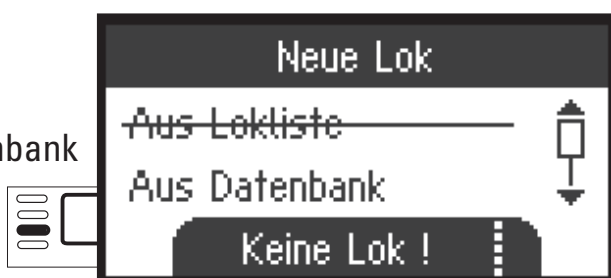 Neue Lok
Aus Lokliste
nbank
Aus Datenbank
Keine Lok !